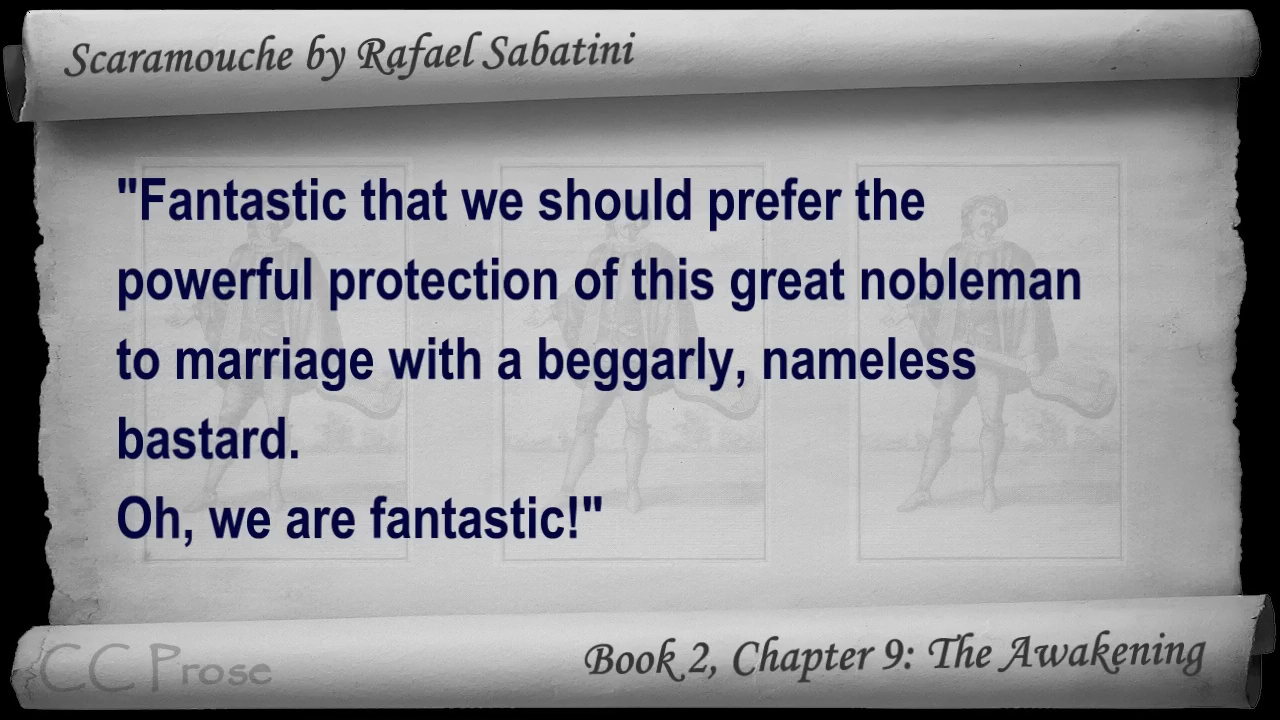 Scaramouche by Rafael Sabatini
"Fantastic that we should prefer the
powerful protection of this great nobleman
to marriage with a beggarly, nameless
bastard.
Oh, we are fantastic!"
CC Prose
Book 2, Chapter 9: The Awakening